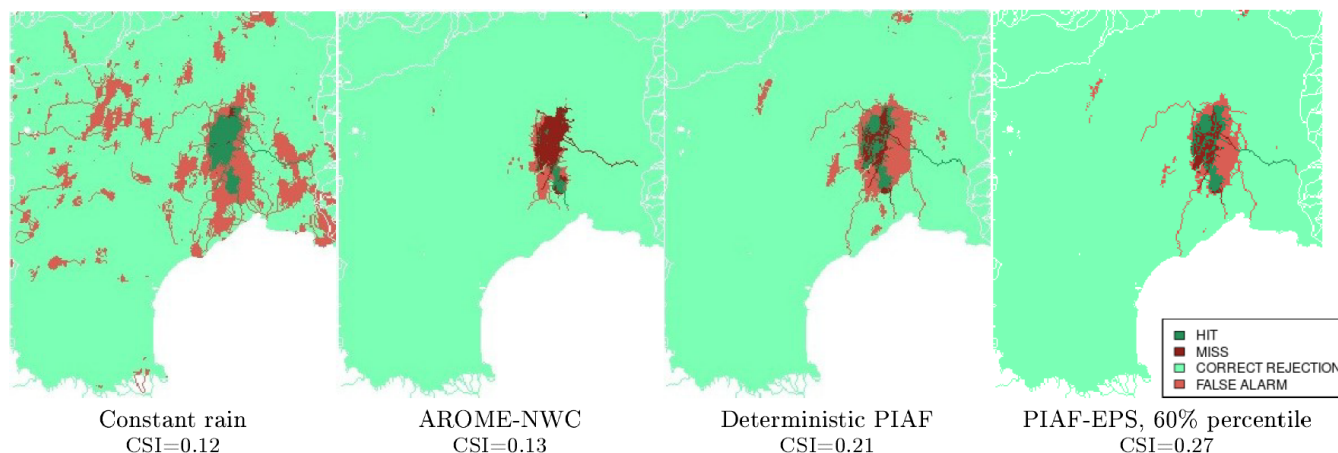 HIT
MISS
CORRECT REJECTION
FALSE ALARM
Constant rain
CSI=0.12
AROME-NWC
CSI=0.13
Deterministic PIAF
CSI=0.21
PIAF-EPS, 60% percentile
CSI=0.27